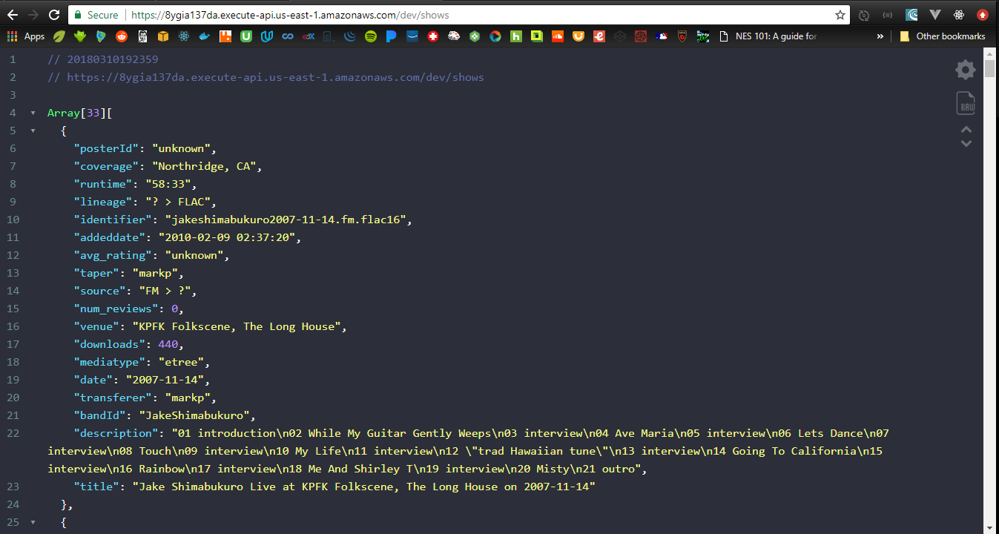 Secure https://8ygia137da.execute-api.us-east-1.amazonaws.com/dev/shows
Apps NES 101: A guide for » Other bookmarks
1 // 20180310192359
2 // https://8ygia137da.execute-api.us-east-1.amazonaws.com/dev/shows
3
4 Array[33][
5 {
6 "posterId": "unknown",
7 "coverage": "Northridge, CA",
8 "runtime": "58:33",
9 "lineage": "? > FLAC",
10 "identifier": "jakeshimabukuro2007-11-14.fm.flac16",
11 "addeddate": "2010-02-09 02:37:20",
12 "avg_rating": "unknown",
13 "taper": "markp",
14 "source": "FM > ?",
15 "num_reviews": 0,
16 "venue": "KPFK Folkscene, The Long House",
17 "downloads": 440,
18 "mediatype": "etree",
19 "date": "2007-11-14",
20 "transferer": "markp",
21 "bandId": "JakeShimabukuro",
22 "description": "01 introduction\n02 While My Guitar Gently Weeps\n03 interview\n04 Ave Maria\n05 interview\n06 Lets Dance\n07
interview\n08 Touch\n09 interview\n10 My Life\n11 interview\n12 \"trad Hawaiian tune\"\n13 interview\n14 Going To California\n15
interview\n16 Rainbow\n17 interview\n18 Me And Shirley T\n19 interview\n20 Misty\n21 outro",
23 "title": "Jake Shimabukuro Live at KPFK Folkscene, The Long House on 2007-11-14"
24 },
25 {
RAW